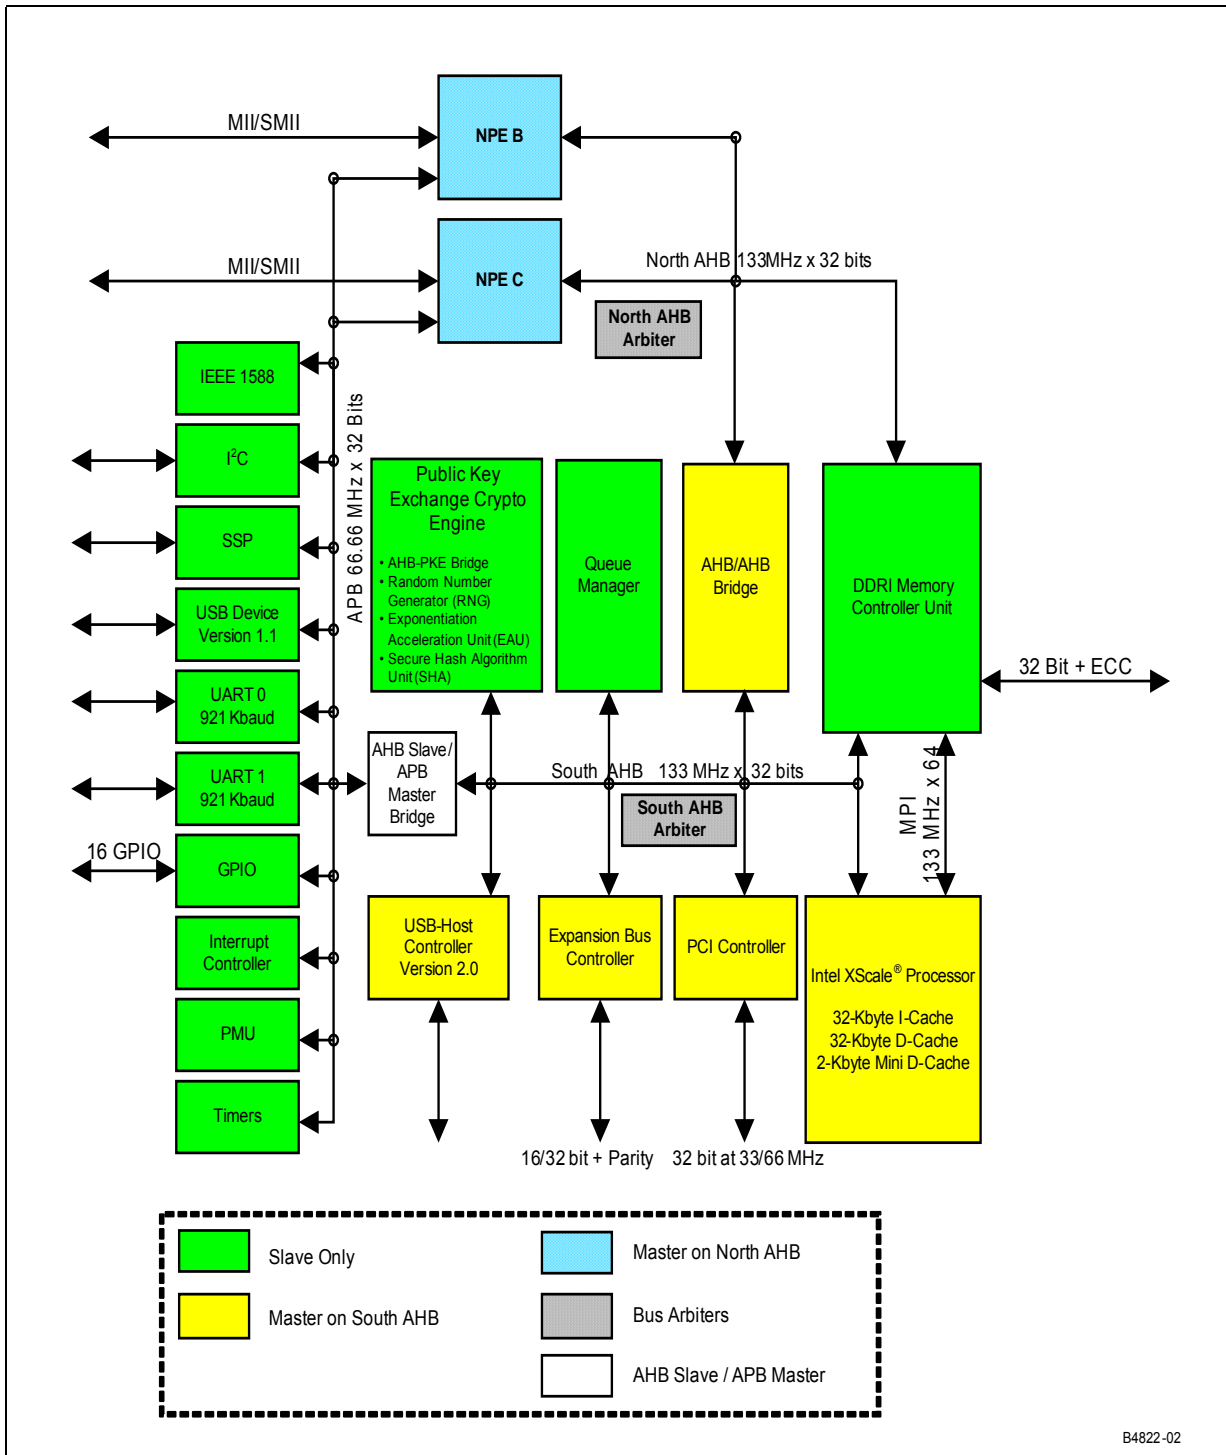 MII/SMII
NPE B
MII/SMII
NPE C
North AHB 133MHz x 32 bits
North AHB
Arbiter
IEEE 1588
I²C
SSP
USB Device
Version 1.1
UART 0
921 Kbaud
UART 1
921 Kbaud
16 GPIO
GPIO
Interrupt
Controller
PMU
Timers
APB 66.66 MHz x 32 Bits
Public Key
Exchange Crypto
Engine
• AHB-PKE Bridge
• Random Number
Generator (RNG)
• Exponentiation
Acceleration Unit (EAU)
• Secure Hash Algorithm
Unit (SHA)
Queue
Manager
AHB/AHB
Bridge
DDRI Memory
Controller Unit
32 Bit + ECC
AHB Slave/
APB
Master
Bridge
South AHB 133 MHz x 32 bits
South AHB
Arbiter
MPI
133 MHz x 64
USB-Host
Controller
Version 2.0
Expansion Bus
Controller
PCI Controller
Intel XScale® Processor
32-Kbyte I-Cache
32-Kbyte D-Cache
2-Kbyte Mini D-Cache
16/32 bit + Parity
32 bit at 33/66 MHz
Slave Only
Master on South AHB
Master on North AHB
Bus Arbiters
AHB Slave / APB Master
B4822-02